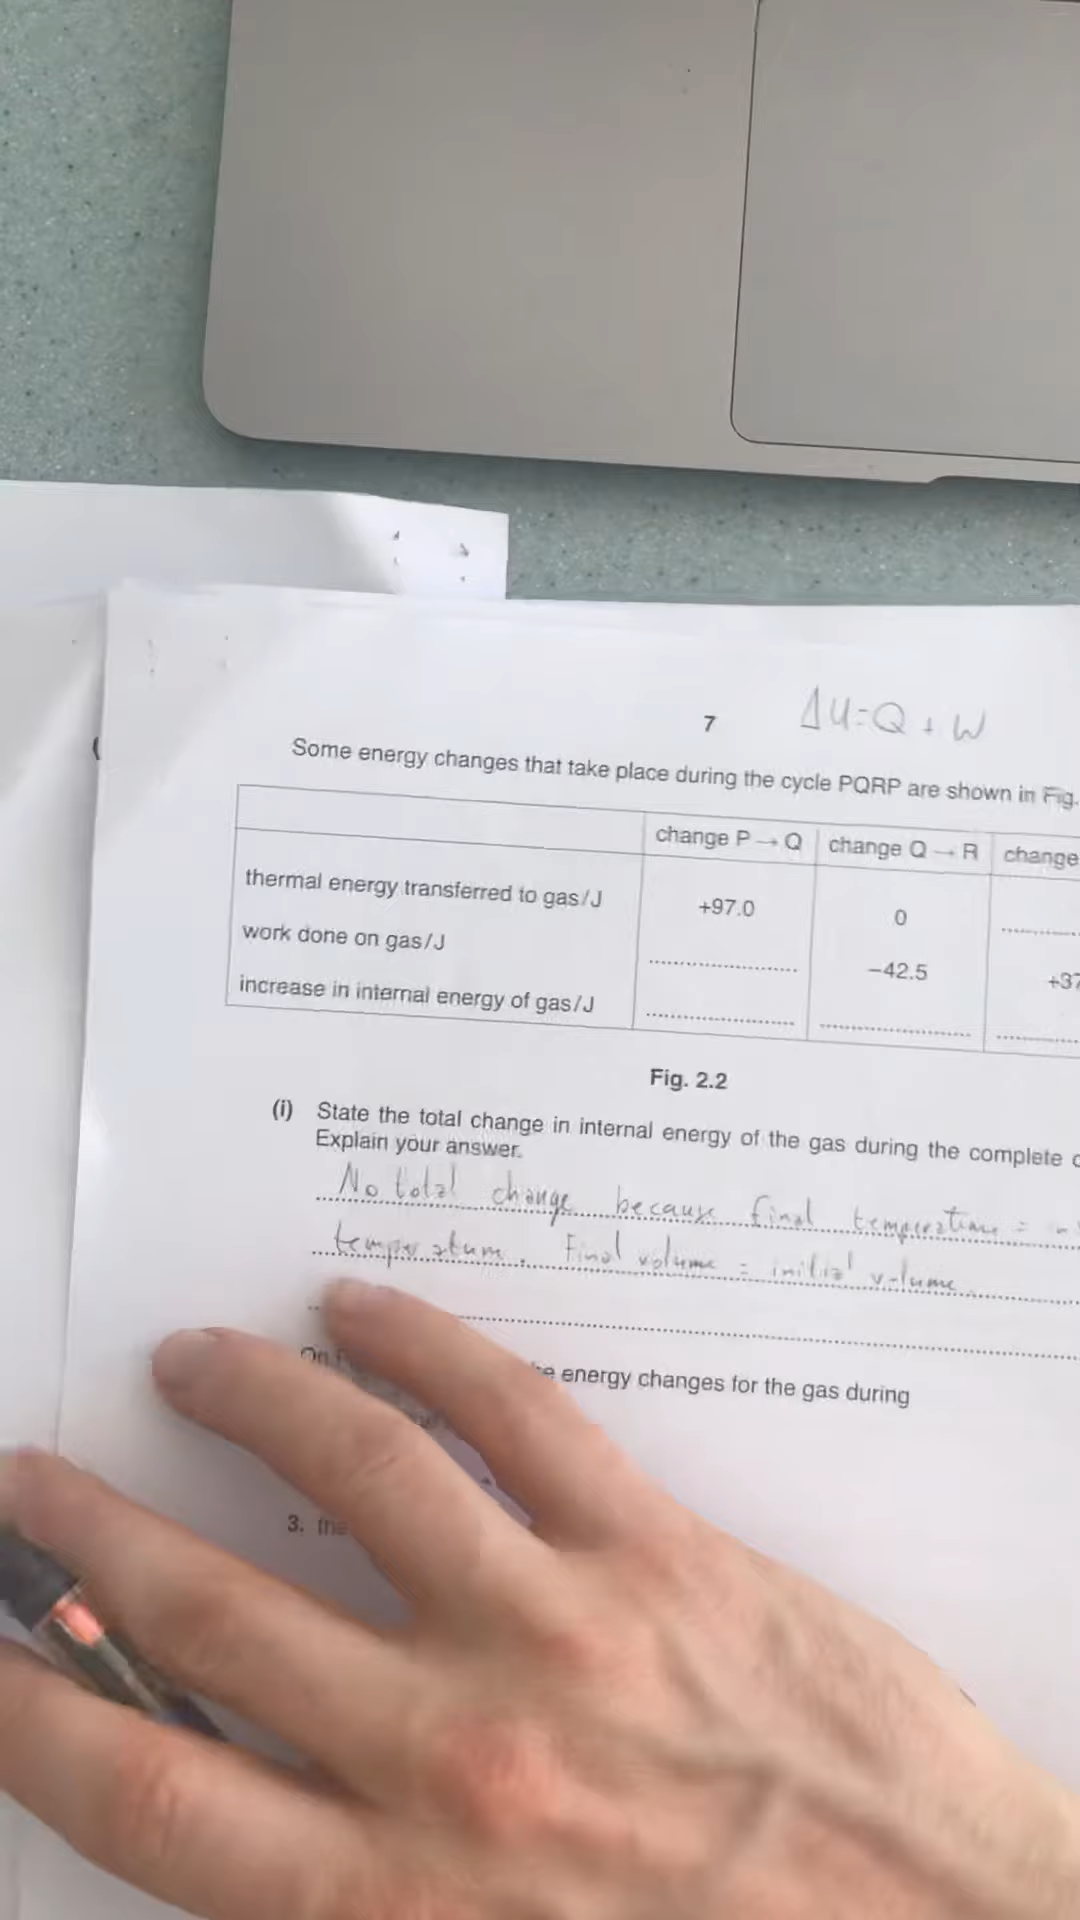 7 ΔU=Q + W
Some energy changes that take place during the cycle PQRP are shown in Fig.
change P → Q change Q → R change
thermal energy transferred to gas/J +97.0 0 ..........
work done on gas/J .................... –42.5 +37
increase in internal energy of gas/J .................... .................... ..........
Fig. 2.2
(i) State the total change in internal energy of the gas during the complete c
Explain your answer.
No total change because final temperature =
temperature. Final volume = initial volume
On
energy changes for the gas during
3. the